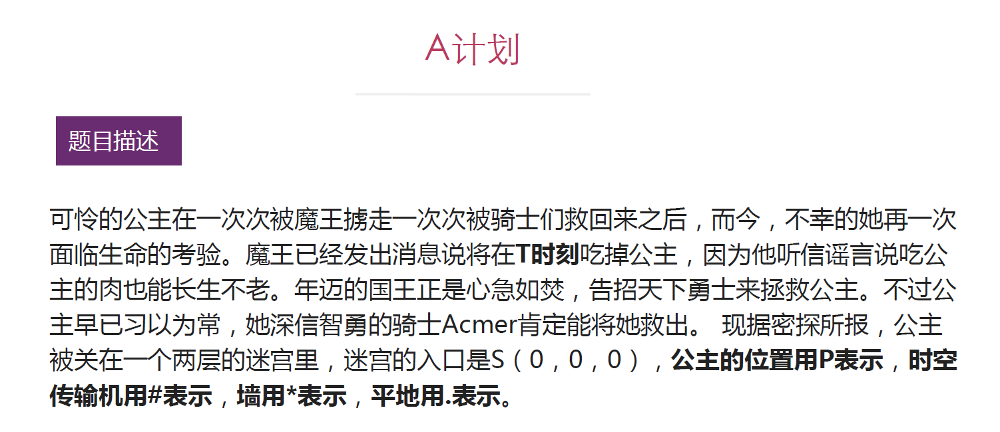 A计划
题目描述
可怜的公主在一次次被魔王掳走一次次被骑士们救回来之后，而今，不幸的她再一次
面临生命的考验。魔王已经发出消息说将在T时刻吃掉公主，因为他听信谣言说吃公
主的肉也能长生不老。年迈的国王正是心急如焚，告招天下勇士来拯救公主。不过公
主早已习以为常，她深信智勇的骑士Acmer肯定能将她救出。 现据密探所报，公主
被关在一个两层的迷宫里，迷宫的入口是S（0，0，0），公主的位置用P表示，时空
传输机用#表示，墙用*表示，平地用.表示。